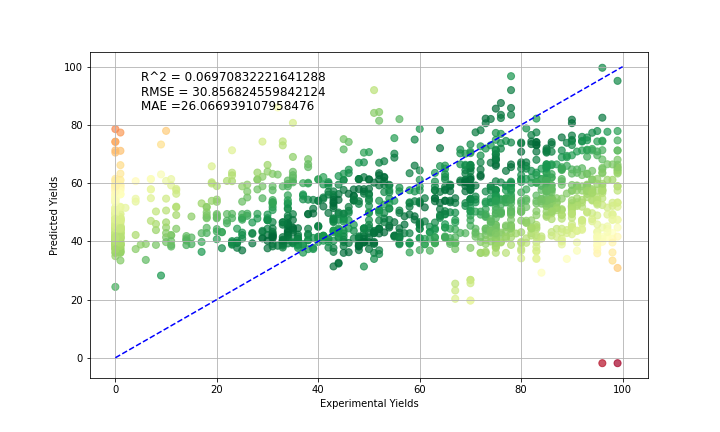 R^2 = 0.06970832221641288
RMSE = 30.856824559842124
MAE =26.066939107958476
100
80
60
40
20
0
Predicted Yields
0 20 40 60 80 100
Experimental Yields